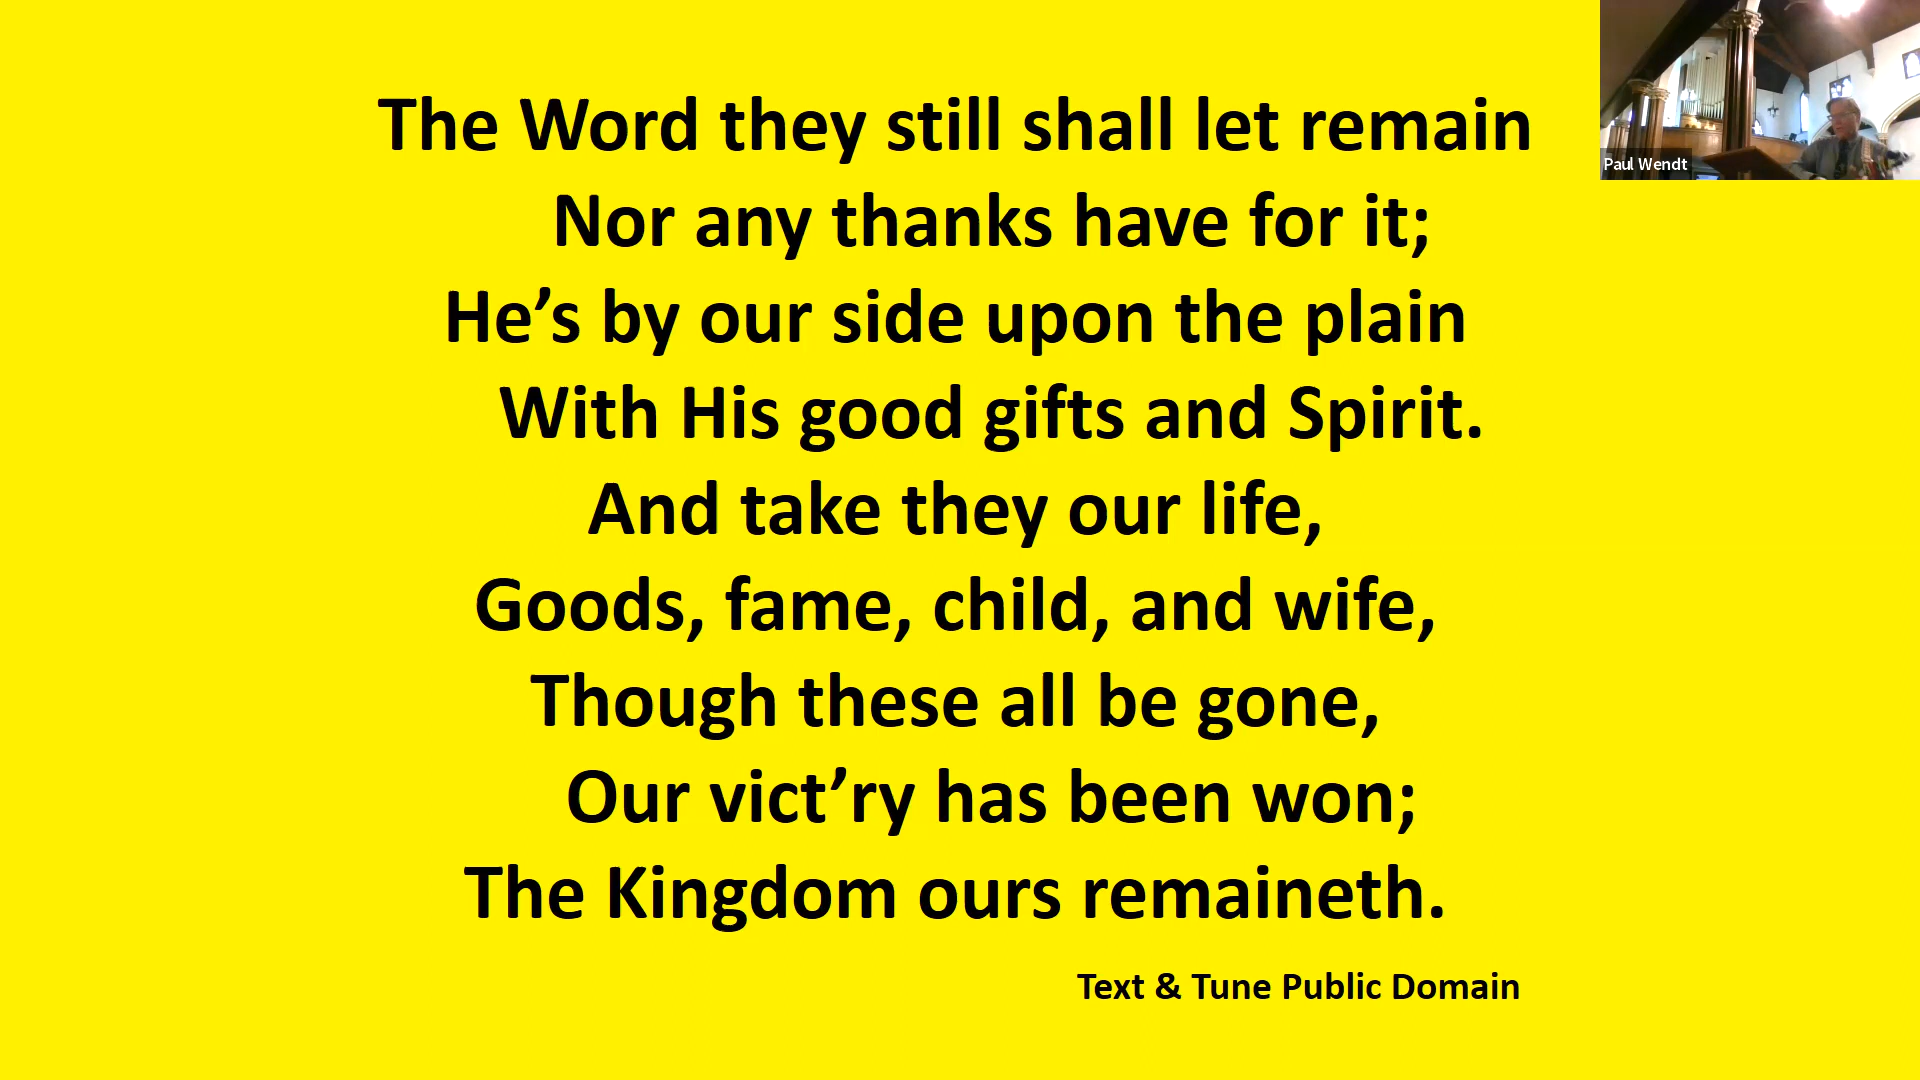 The Word they still shall let remain
Nor any thanks have for it;
He’s by our side upon the plain
With His good gifts and Spirit.
And take they our life,
Goods, fame, child, and wife,
Though these all be gone,
Our vict’ry has been won;
The Kingdom ours remaineth.
Text & Tune Public Domain
Paul Wendt